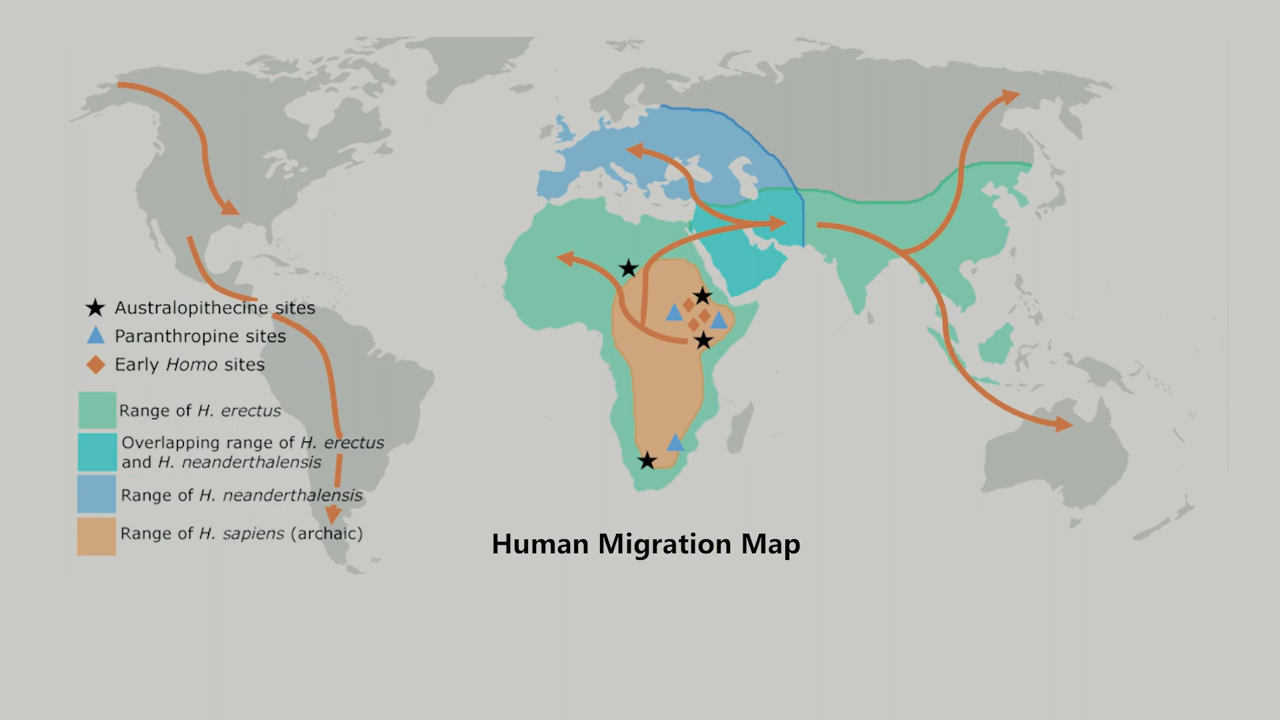 Australopithecine sites
Paranthropine sites
Early Homo sites
Range of H. erectus
Overlapping range of H. erectus
and H. neanderthalensis
Range of H. neanderthalensis
Range of H. sapiens (archaic)
Human Migration Map